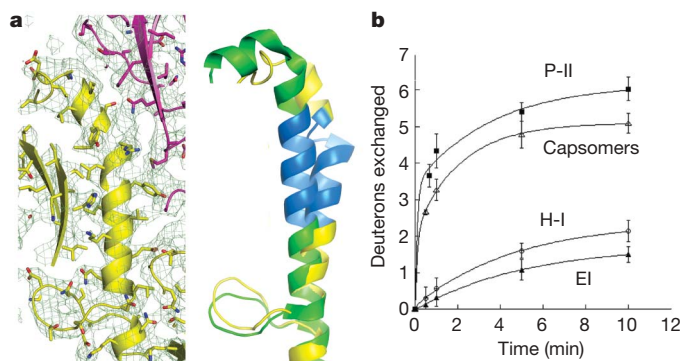 a
b
Deuterons exchanged
7
6
5
4
3
2
1
0
P-II
Capsomers
H-I
EI
0 2 4 6 8 10 12
Time (min)